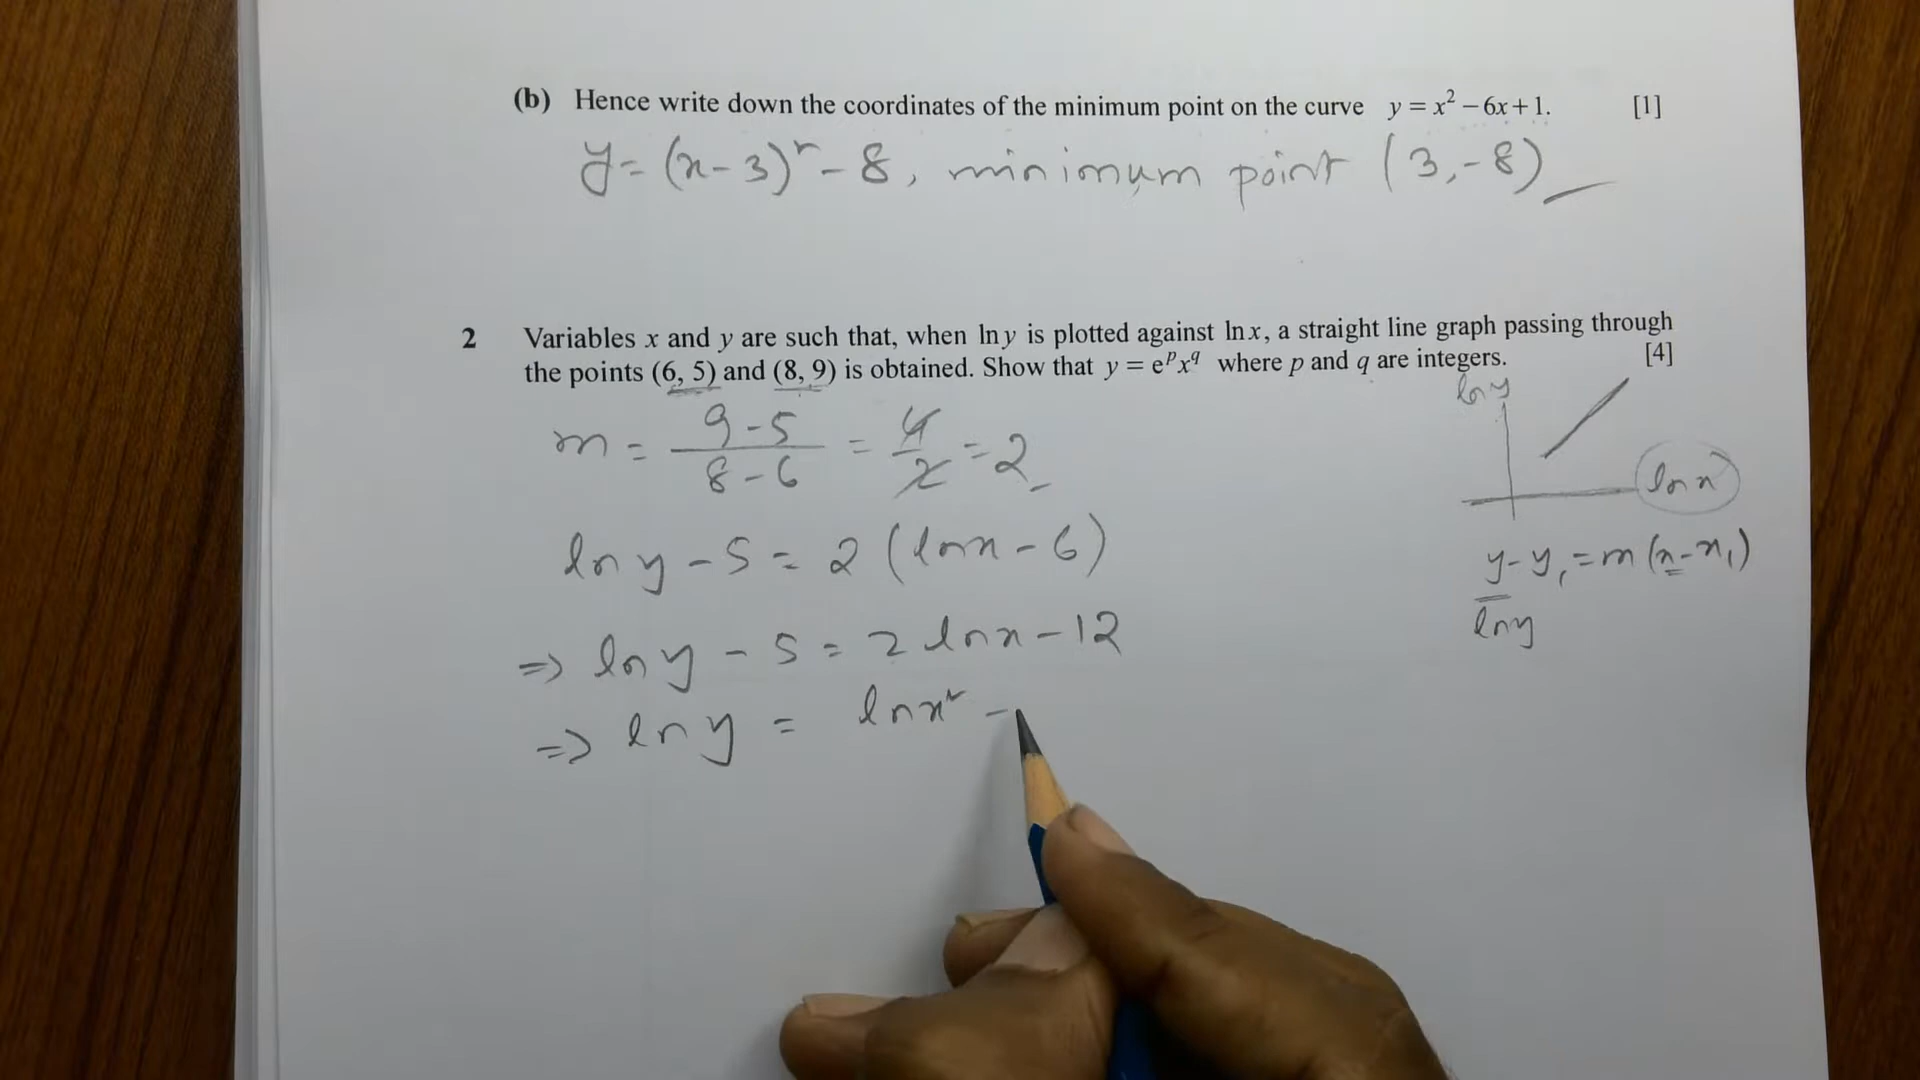 (b) Hence write down the coordinates of the minimum point on the curve y = x² − 6x + 1. [1]
y = (x - 3)² - 8, minimum point (3, -8)
2 Variables x and y are such that, when ln y is plotted against ln x, a straight line graph passing through
the points (6, 5) and (8, 9) is obtained. Show that y = eᵖx^q where p and q are integers. [4]
ln y
m = (9 - 5)/(8 - 6) = 4/2 = 2
ln x
ln y - 5 = 2 (ln x - 6)
y - y₁ = m (x - x₁)
ln y
⇒ ln y - 5 = 2 ln x - 12
⇒ ln y = ln x² -